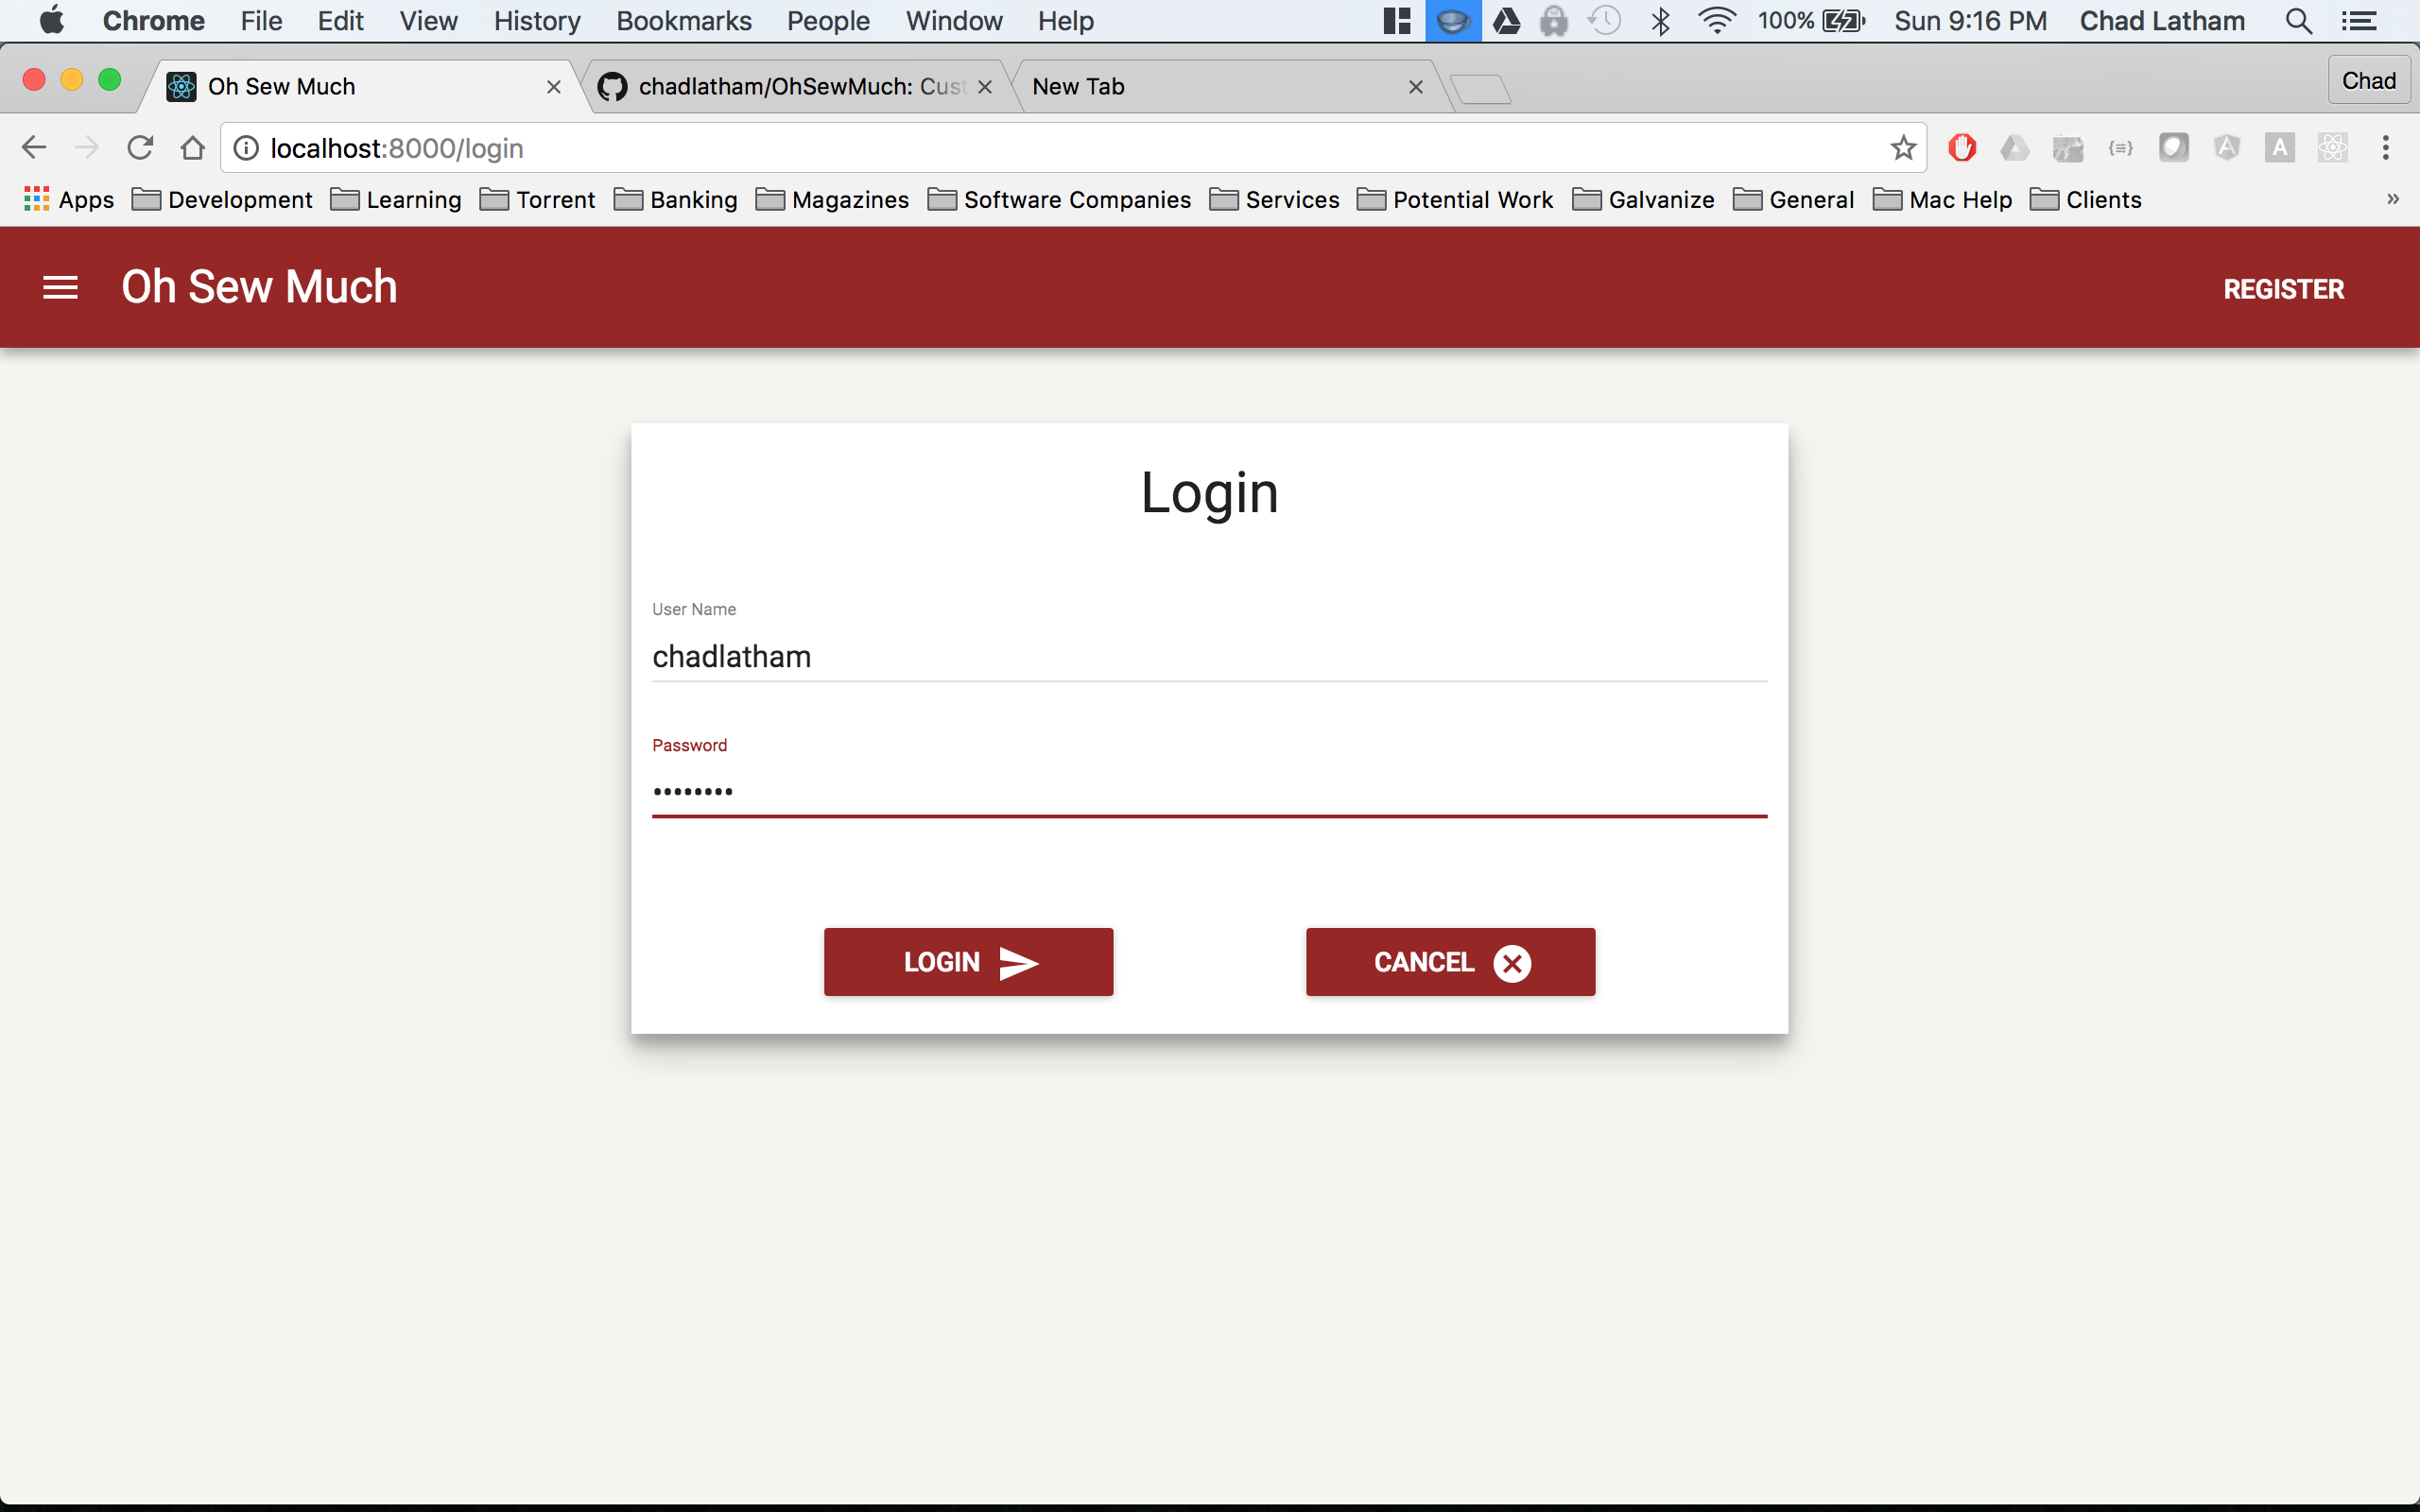 Chrome File Edit View History Bookmarks People Window Help 100% Sun 9:16 PM Chad Latham
Oh Sew Much chadlatham/OhSewMuch: Cust New Tab Chad
localhost:8000/login
Apps Development Learning Torrent Banking Magazines Software Companies Services Potential Work Galvanize General Mac Help Clients »
Oh Sew Much REGISTER
Login
User Name
chadlatham
Password
••••••••
LOGIN CANCEL